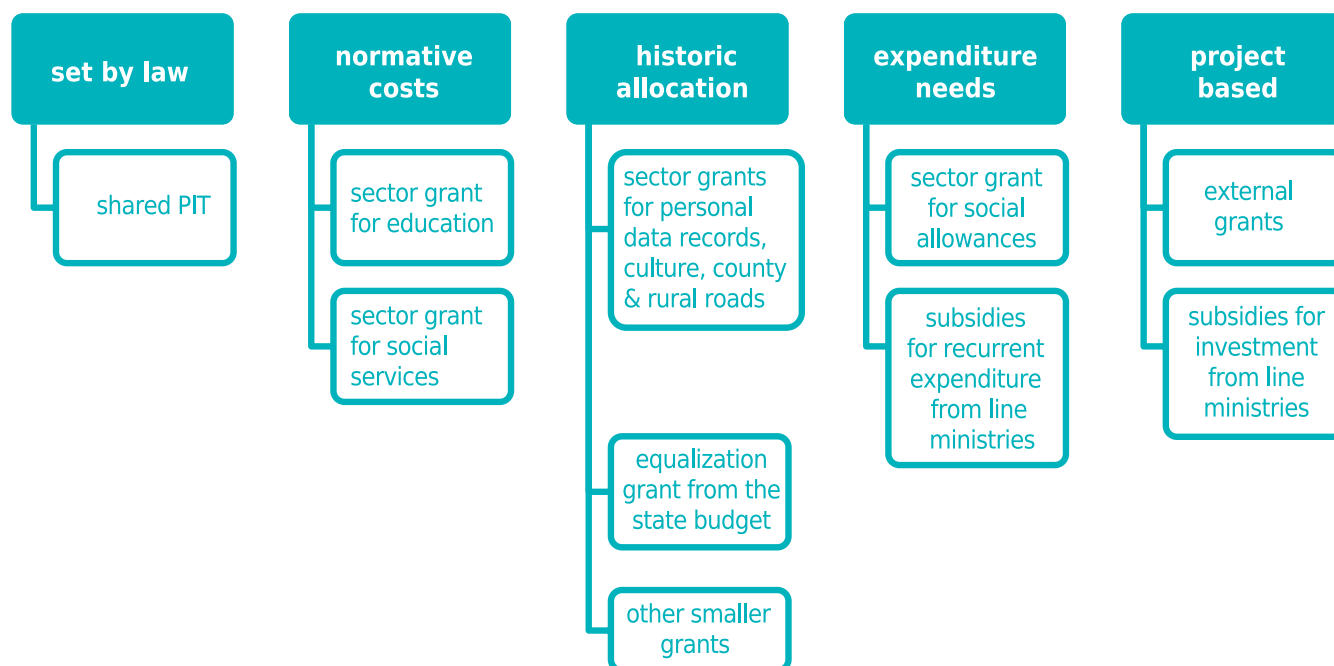 set by law
shared PIT
normative
costs
sector grant
for education
sector grant
for social
services
historic
allocation
sector grants
for personal
data records,
culture, county
& rural roads
equalization
grant from the
state budget
other smaller
grants
expenditure
needs
sector grant
for social
allowances
subsidies
for recurrent
expenditure
from line
ministries
project
based
external
grants
subsidies for
investment
from line
ministries